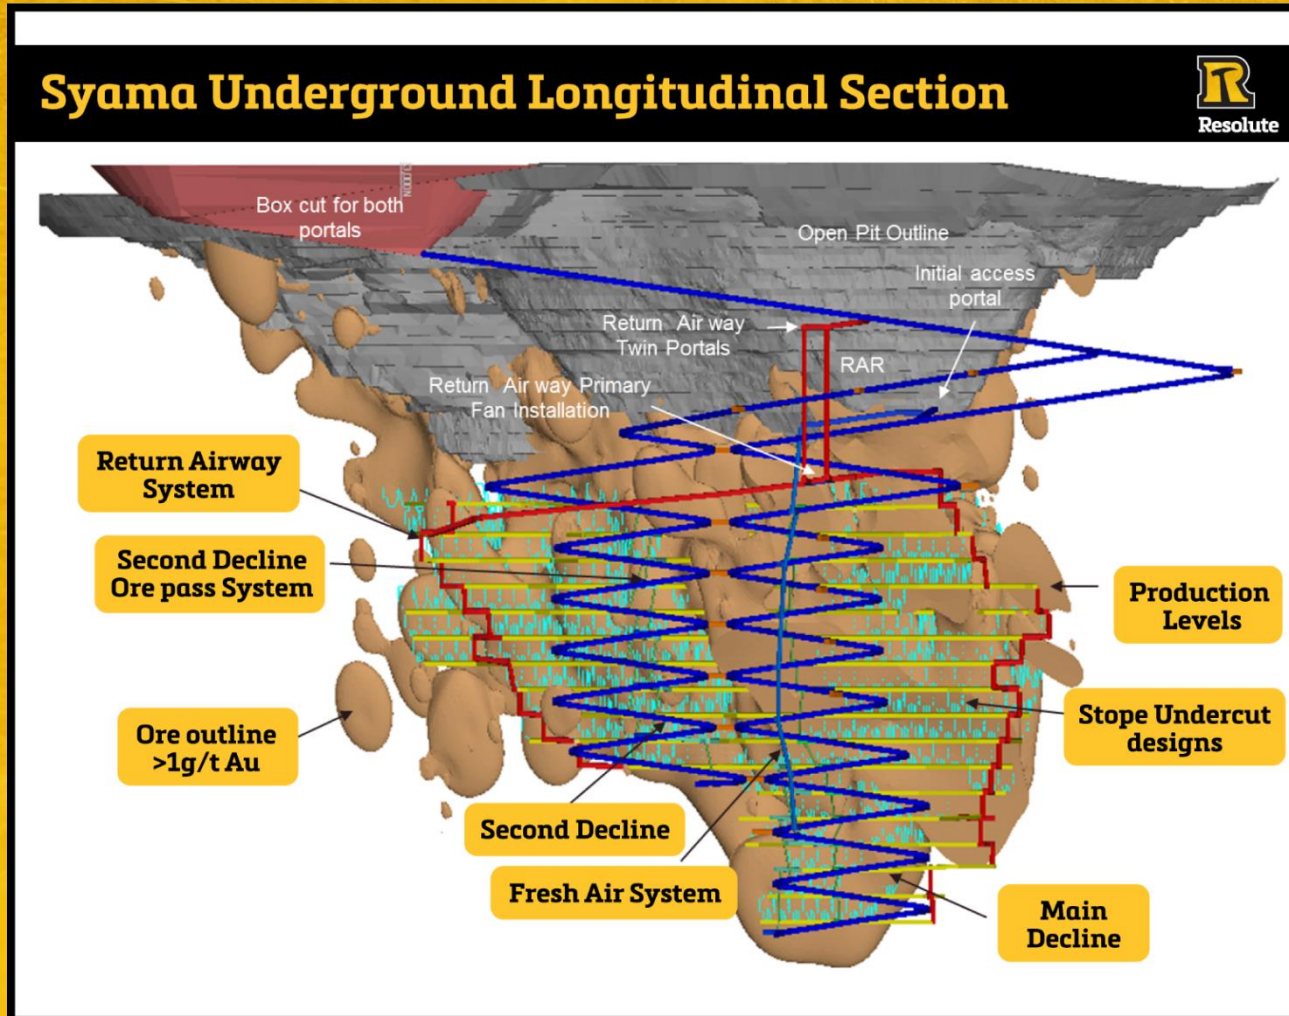 Syama Underground Longitudinal Section
Resolute
Box cut for both
portals
Open Pit Outline
Initial access
portal
Return Air way
Twin Portals
RAR
Return Air way Primary
Fan Installation
Return Airway
System
Second Decline
Ore pass System
Production
Levels
Ore outline
>1g/t Au
Stope Undercut
designs
Second Decline
Fresh Air System
Main
Decline